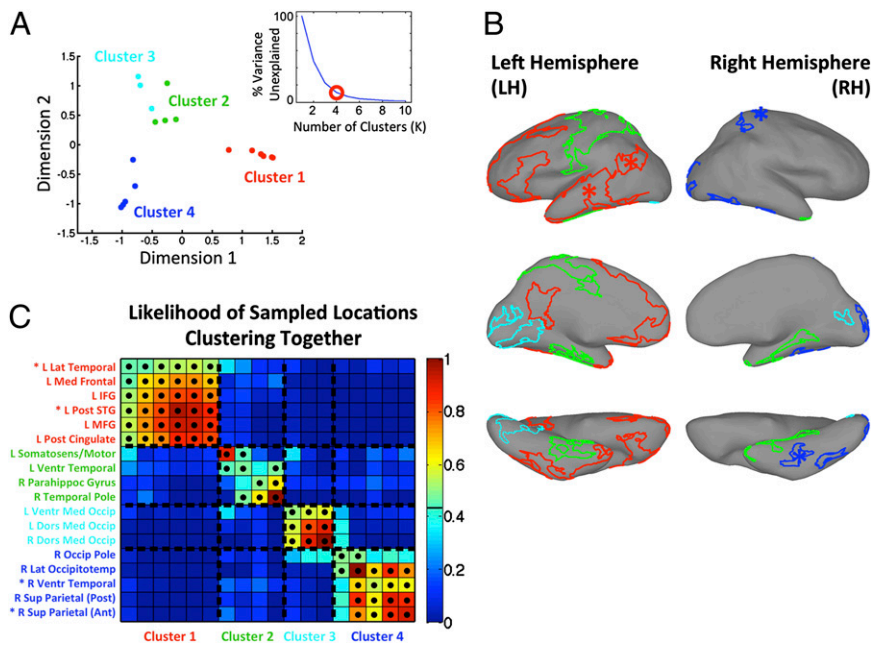 A
Cluster 3
Cluster 2
Cluster 1
Cluster 4
Dimension 2
1.5
1
0.5
0
-0.5
-1
-1.5
-1
-0.5
0
0.5
1
1.5
2
Dimension 1
% Variance
Unexplained
100
0
2
4
6
8
10
Number of Clusters (K)
B
Left Hemisphere
(LH)
Right Hemisphere
(RH)
*
*
*
*
C
Likelihood of Sampled Locations
Clustering Together
* L Lat Temporal
L Med Frontal
L IFG
* L Post STG
L MFG
L Post Cingulate
L Somatosens/Motor
L Ventr Temporal
R Parahippoc Gyrus
R Temporal Pole
L Ventr Med Occip
L Dors Med Occip
R Dors Med Occip
R Occip Pole
R Lat Occipitotemp
* R Ventr Temporal
R Sup Parietal (Post)
* R Sup Parietal (Ant)
Cluster 1
Cluster 2
Cluster 3
Cluster 4
1
0.8
0.6
0.4
0.2
0